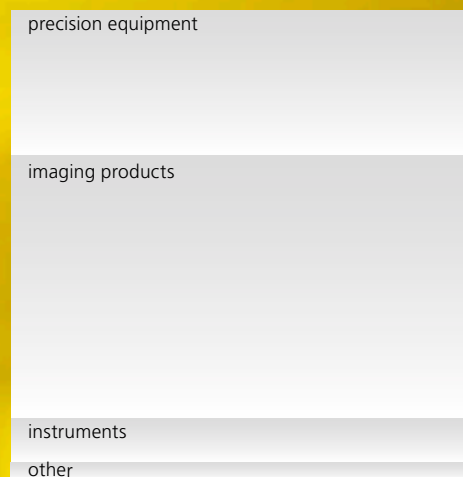 precision equipment
imaging products
instruments
other